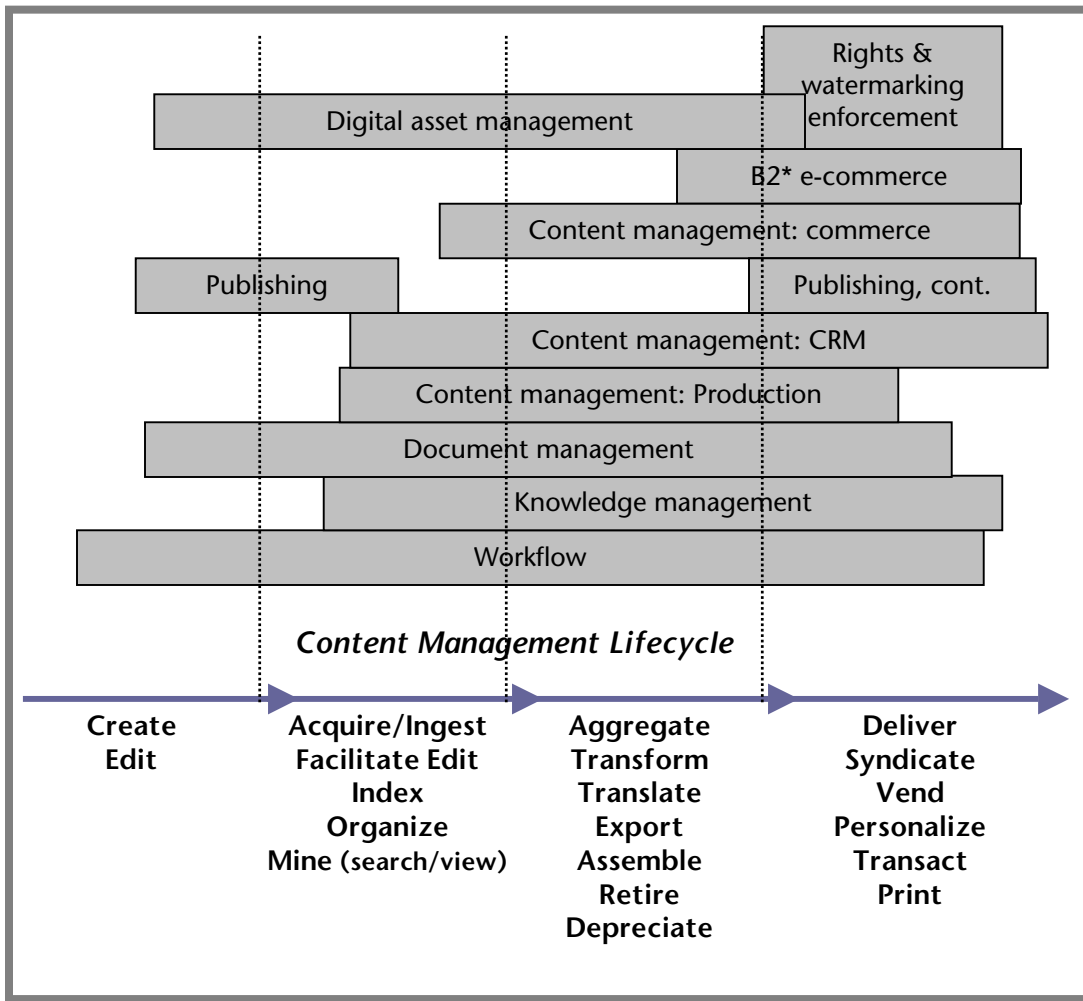 Rights &
watermarking
enforcement
Digital asset management
B2* e-commerce
Content management: commerce
Publishing
Publishing, cont.
Content management: CRM
Content management: Production
Document management
Knowledge management
Workflow
Content Management Lifecycle
Create
Edit
Acquire/Ingest
Facilitate Edit
Index
Organize
Mine (search/view)
Aggregate
Transform
Translate
Export
Assemble
Retire
Depreciate
Deliver
Syndicate
Vend
Personalize
Transact
Print